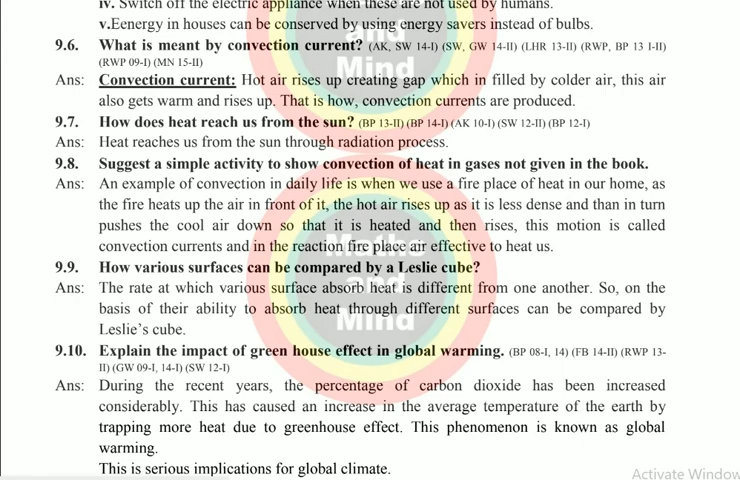 iv. Switch off the electric appliance when these are not used by humans.
v.Eenergy in houses can be conserved by using energy savers instead of bulbs.
9.6. What is meant by convection current? (AK, SW 14-I) (SW, GW 14-II) (LHR 13-II) (RWP, BP 13 I-II)
(RWP 09-I) (MN 15-II)
Ans: Convection current: Hot air rises up creating gap which in filled by colder air, this air
also gets warm and rises up. That is how, convection currents are produced.
9.7. How does heat reach us from the sun? (BP 13-II) (BP 14-I) (AK 10-I) (SW 12-II) (BP 12-I)
Ans: Heat reaches us from the sun through radiation process.
9.8. Suggest a simple activity to show convection of heat in gases not given in the book.
Ans: An example of convection in daily life is when we use a fire place of heat in our home, as
the fire heats up the air in front of it, the hot air rises up as it is less dense and than in turn
pushes the cool air down so that it is heated and then rises, this motion is called
convection currents and in the reaction fire place air effective to heat us.
9.9. How various surfaces can be compared by a Leslie cube?
Ans: The rate at which various surface absorb heat is different from one another. So, on the
basis of their ability to absorb heat through different surfaces can be compared by
Leslie's cube.
9.10. Explain the impact of green house effect in global warming. (BP 08-I, 14) (FB 14-II) (RWP 13-
II) (GW 09-I, 14-I) (SW 12-I)
Ans: During the recent years, the percentage of carbon dioxide has been increased
considerably. This has caused an increase in the average temperature of the earth by
trapping more heat due to greenhouse effect. This phenomenon is known as global
warming.
This is serious implications for global climate.
and
Mind
Maths
and
Mind
Activate Window